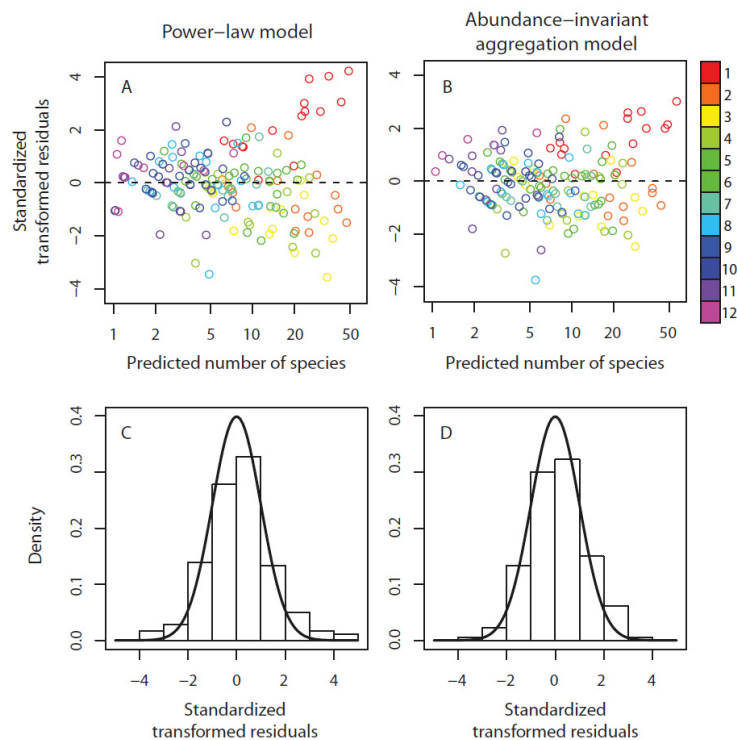 Power−law model
Abundance−invariant
aggregation model
Standardized
transformed residuals
4
2
0
−2
−4
A
1
2
5
10
20
50
Predicted number of species
4
2
0
−2
−4
B
1
2
5
10
20
50
Predicted number of species
1
2
3
4
5
6
7
8
9
10
11
12
Density
0.4
0.3
0.2
0.1
0.0
C
−4 −2 0 2 4
Standardized
transformed residuals
0.4
0.3
0.2
0.1
0.0
D
−4 −2 0 2 4
Standardized
transformed residuals